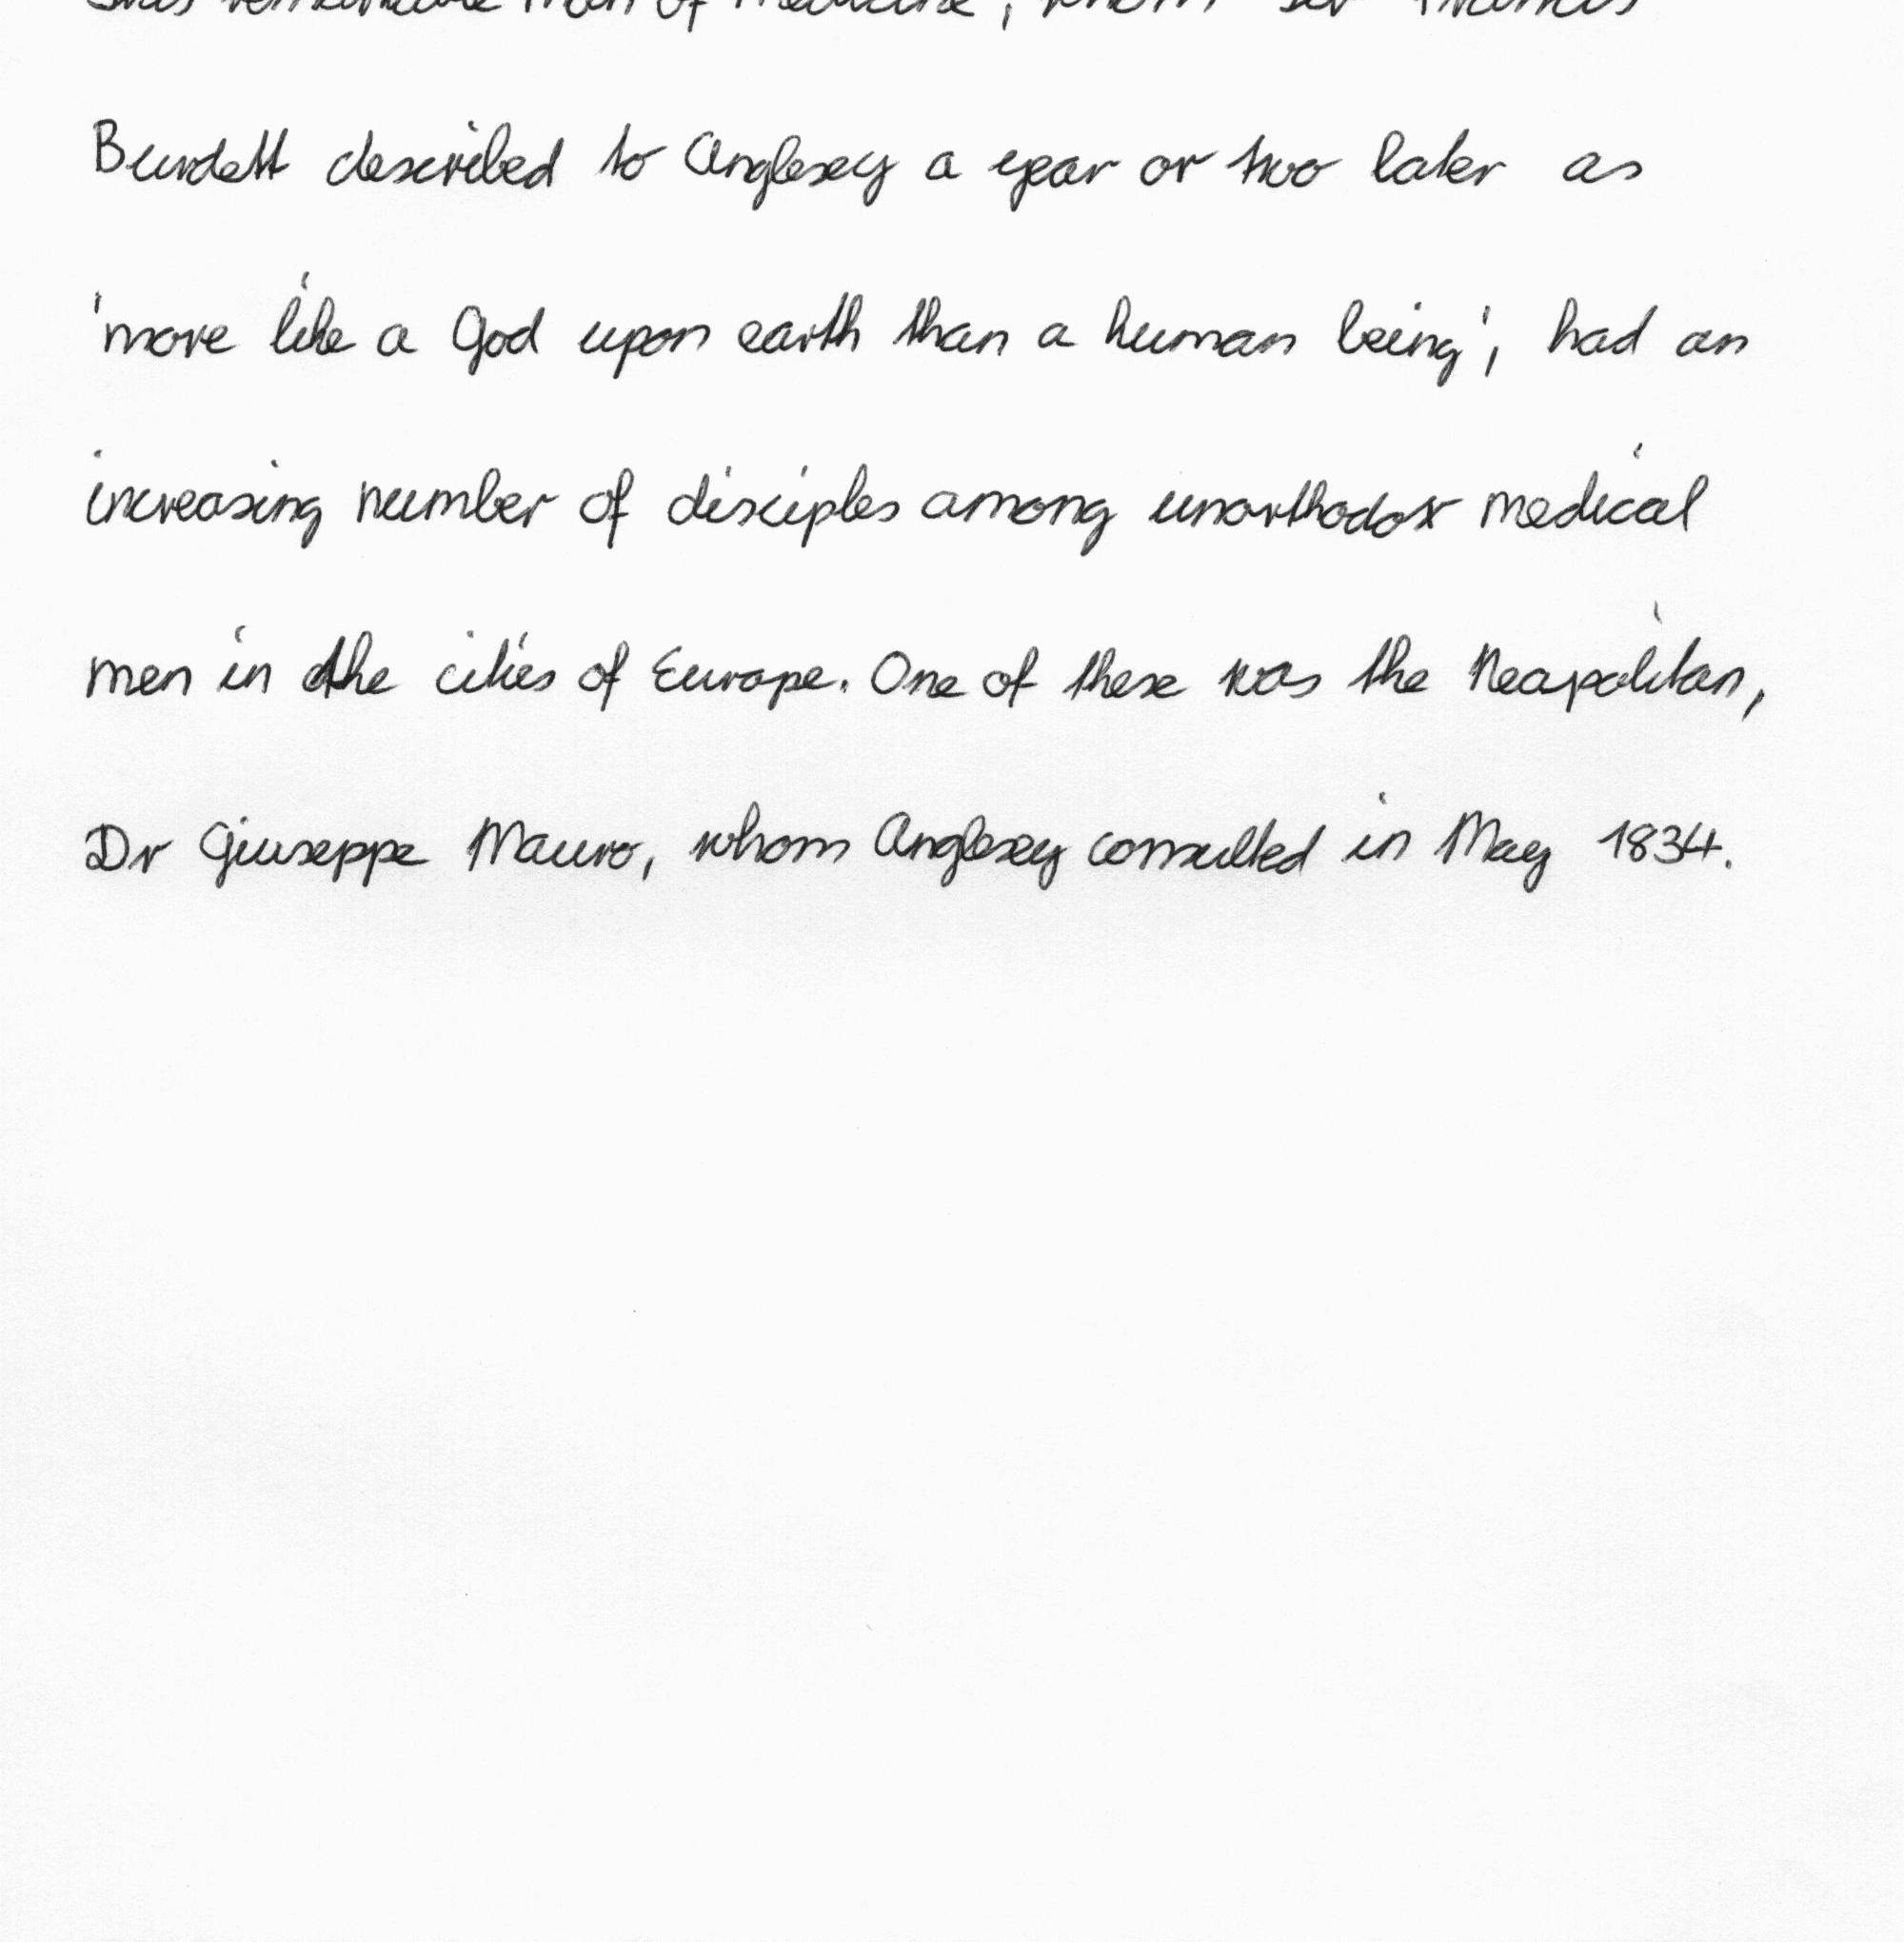 This remarkable man of medicine, whom Sir Francis
Burdett described to Anglesey a year or two later as
'more like a God upon earth than a human being', had an
increasing number of disciples among unorthodox medical
men in the cities of Europe. One of these was the Neapolitan,
Dr Giuseppe Mauro, whom Anglesey consulted in May 1834.